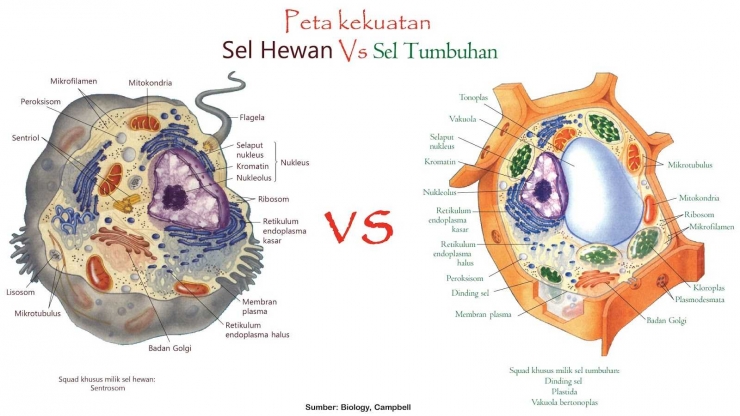 Peta kekuatan
Sel Hewan Vs Sel Tumbuhan
Mikrofilamen
Mitokondria
Peroksisom
Flagela
Sentriol
Selaput
nukleus
Kromatin
Nukleolus
Nukleus
Ribosom
Retikulum
endoplasma
kasar
Lisosom
Mikrotubulus
Membran
plasma
Retikulum
endoplasma halus
Badan Golgi
Squad khusus milik sel hewan:
Sentrosom
VS
Tonoplas
Vakuola
Selaput
nukleus
Kromatin
Nukleolus
Retikulum
endoplasma
kasar
Retikulum
endoplasma
halus
Peroksisom
Dinding sel
Membran plasma
Mikrotubulus
Mitokondria
Ribosom
Mikrofilamen
Kloroplas
Plasmodesmata
Badan Golgi
Squad khusus milik sel tumbuhan:
Dinding sel
Plastida
Vakuola bertonoplas
Sumber: Biology, Campbell